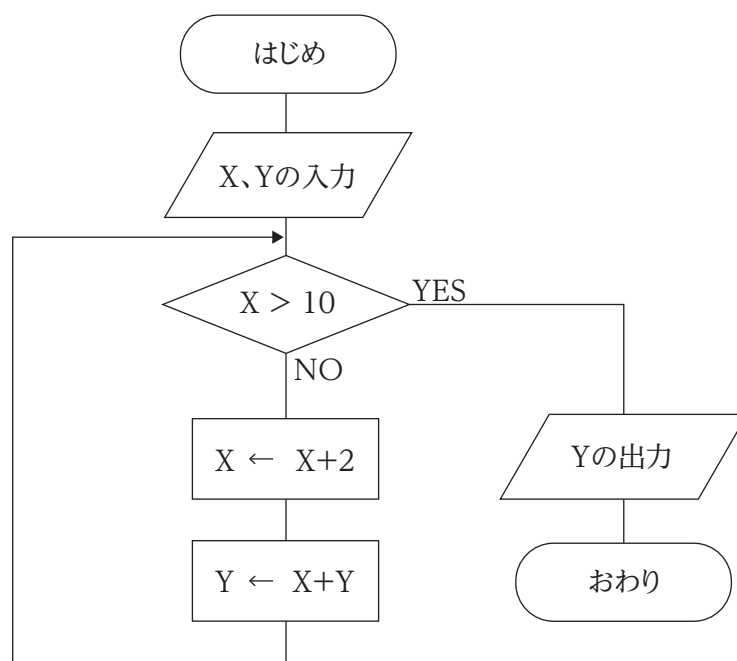 はじめ
X、Yの入力
X > 10
YES
NO
X ← X+2
Y ← X+Y
Yの出力
おわり